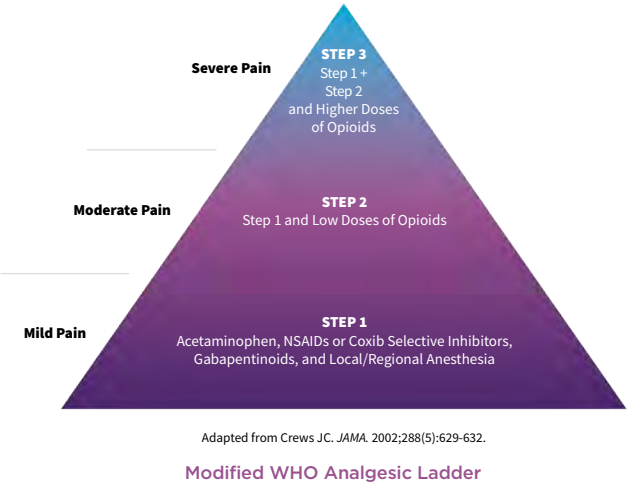 Severe Pain
STEP 3
Step 1 +
Step 2
and Higher Doses
of Opioids
Moderate Pain
STEP 2
Step 1 and Low Doses of Opioids
Mild Pain
STEP 1
Acetaminophen, NSAIDs or Coxib Selective Inhibitors,
Gabapentinoids, and Local/Regional Anesthesia
Adapted from Crews JC. JAMA. 2002;288(5):629-632.
Modified WHO Analgesic Ladder